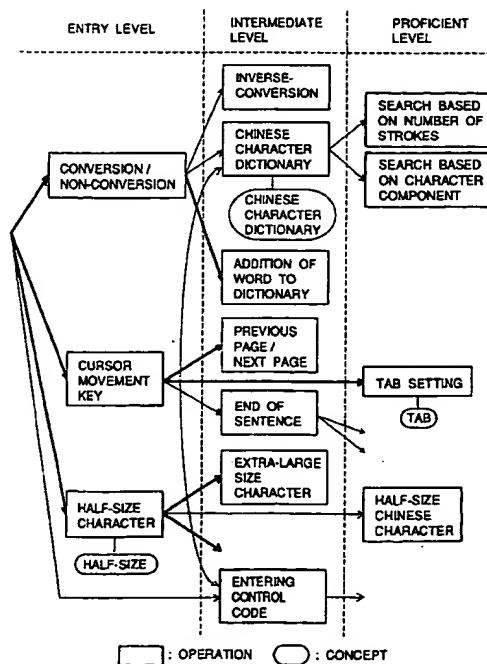 ENTRY LEVEL
INTERMEDIATE
LEVEL
PROFICIENT
LEVEL
INVERSE-
CONVERSION
CHINESE
CHARACTER
DICTIONARY
SEARCH BASED
ON NUMBER OF
STROKES
CONVERSION /
NON-CONVERSION
SEARCH BASED
ON CHARACTER
COMPONENT
CHINESE
CHARACTER
DICTIONARY
ADDITION OF
WORD TO
DICTIONARY
PREVIOUS
PAGE /
NEXT PAGE
CURSOR
MOVEMENT
KEY
TAB SETTING
TAB
END OF
SENTENCE
EXTRA-LARGE
SIZE
CHARACTER
HALF-SIZE
CHARACTER
HALF-SIZE
CHINESE
CHARACTER
HALF-SIZE
ENTERING
CONTROL
CODE
: OPERATION
: CONCEPT